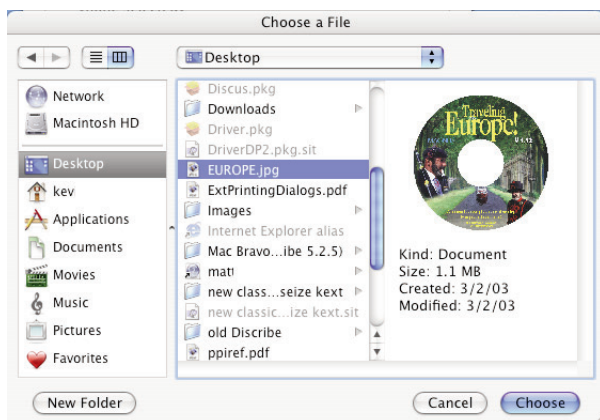 Choose a File
Desktop
Network
Macintosh HD
Desktop
kev
Applications
Documents
Movies
Music
Pictures
Favorites
Discus.pkg
Downloads
Driver.pkg
DriverDP2.pkg.sit
EUROPE.jpg
ExtPrintingDialogs.pdf
Images
Internet Explorer alias
Mac Bravo...ibe 5.2.5)
matt
new class...seize kext
new classic...ize kext.sit
old Discribe
ppiref.pdf
Traveling
Europe!
Kind: Document
Size: 1.1 MB
Created: 3/2/03
Modified: 3/2/03
New Folder
Cancel
Choose